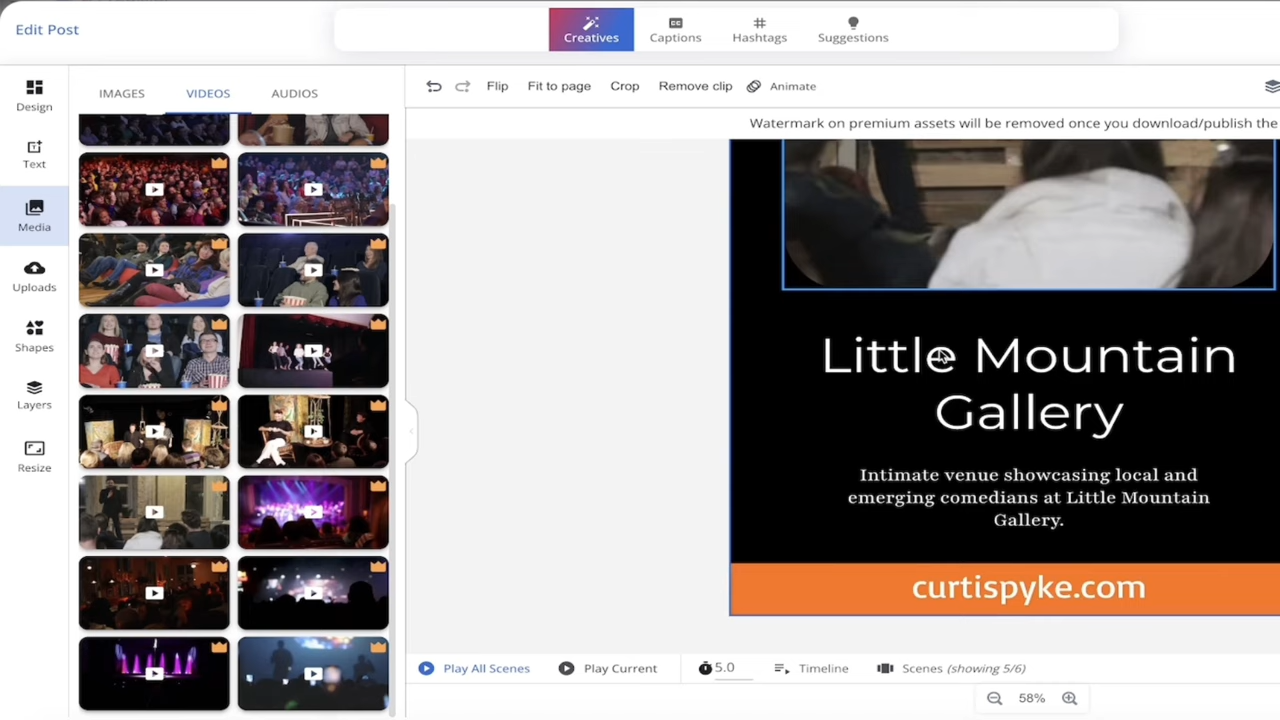 Edit Post
Creatives
Captions
Hashtags
Suggestions
Design
Text
Media
Uploads
Shapes
Layers
Resize
IMAGES
VIDEOS
AUDIOS
Flip
Fit to page
Crop
Remove clip
Animate
Watermark on premium assets will be removed once you download/publish the
Little Mountain
Gallery
Intimate venue showcasing local and
emerging comedians at Little Mountain
Gallery.
curtispyke.com
Play All Scenes
Play Current
5.0
Timeline
Scenes (showing 5/6)
58%